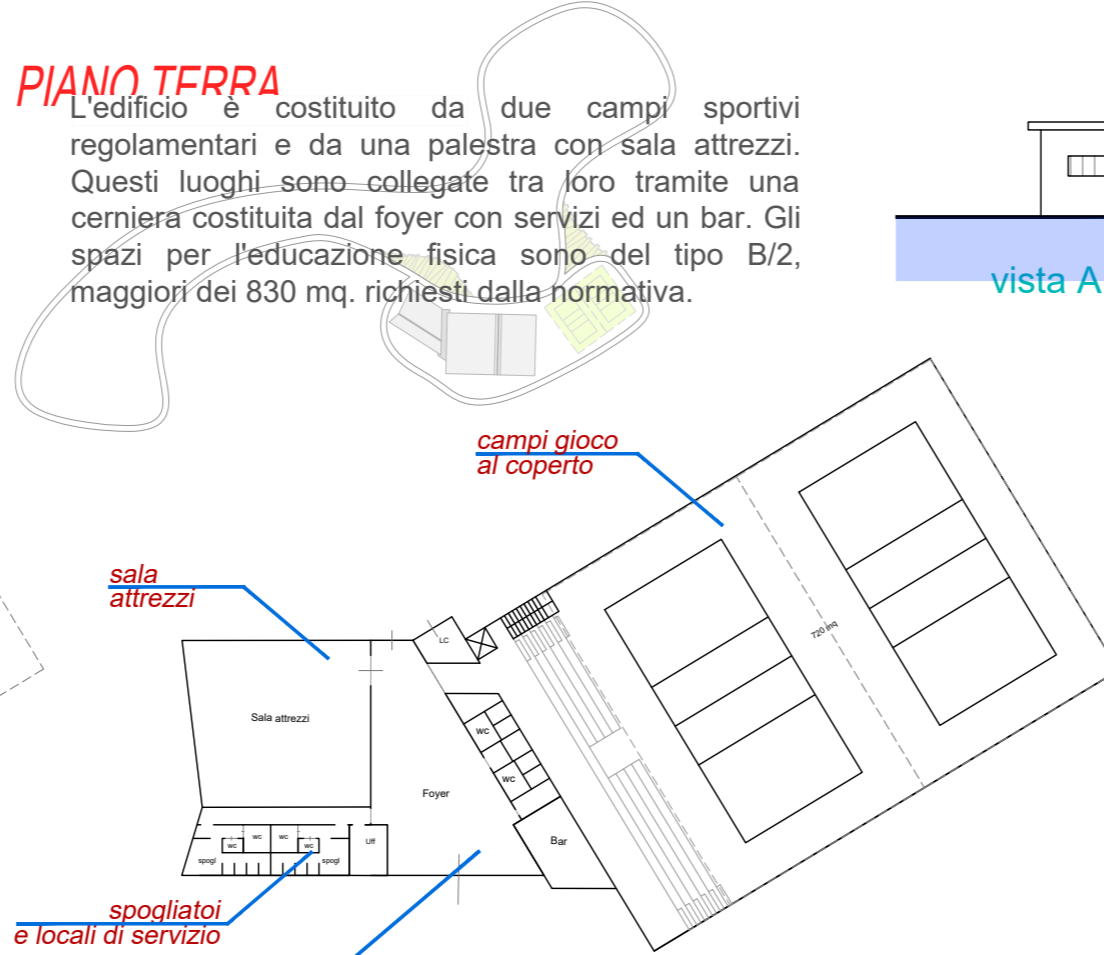 PIANO TERRA
L'edificio è costituito da due campi sportivi
regolamentari e da una palestra con sala attrezzi.
Questi luoghi sono collegate tra loro tramite una
cerniera costituita dal foyer con servizi ed un bar. Gli
spazi per l'educazione fisica sono del tipo B/2,
maggiori dei 830 mq. richiesti dalla normativa.
vista A
campi gioco
al coperto
sala
attrezzi
LC
720 mq
Sala attrezzi
wc
wc
Foyer
Bar
Uff
wc
wc
wc
wc
spogl
spogl
spogliatoi
e locali di servizio